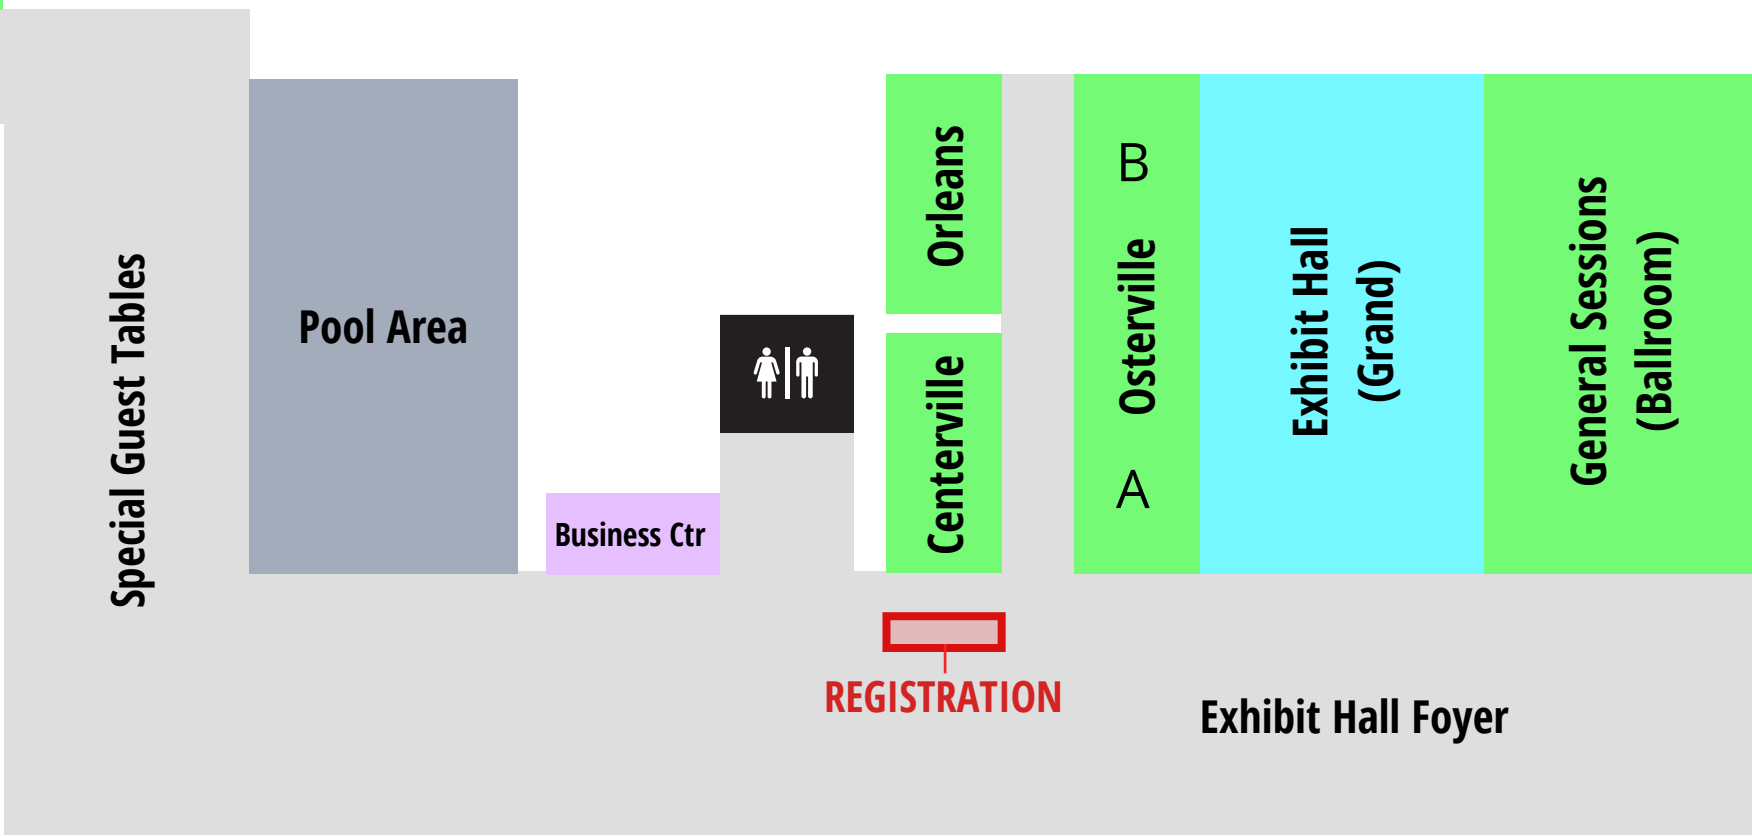 Special Guest Tables
Pool Area
Business Ctr
Orleans
Centerville
B
Osterville
A
Exhibit Hall
(Grand)
General Sessions
(Ballroom)
REGISTRATION
Exhibit Hall Foyer